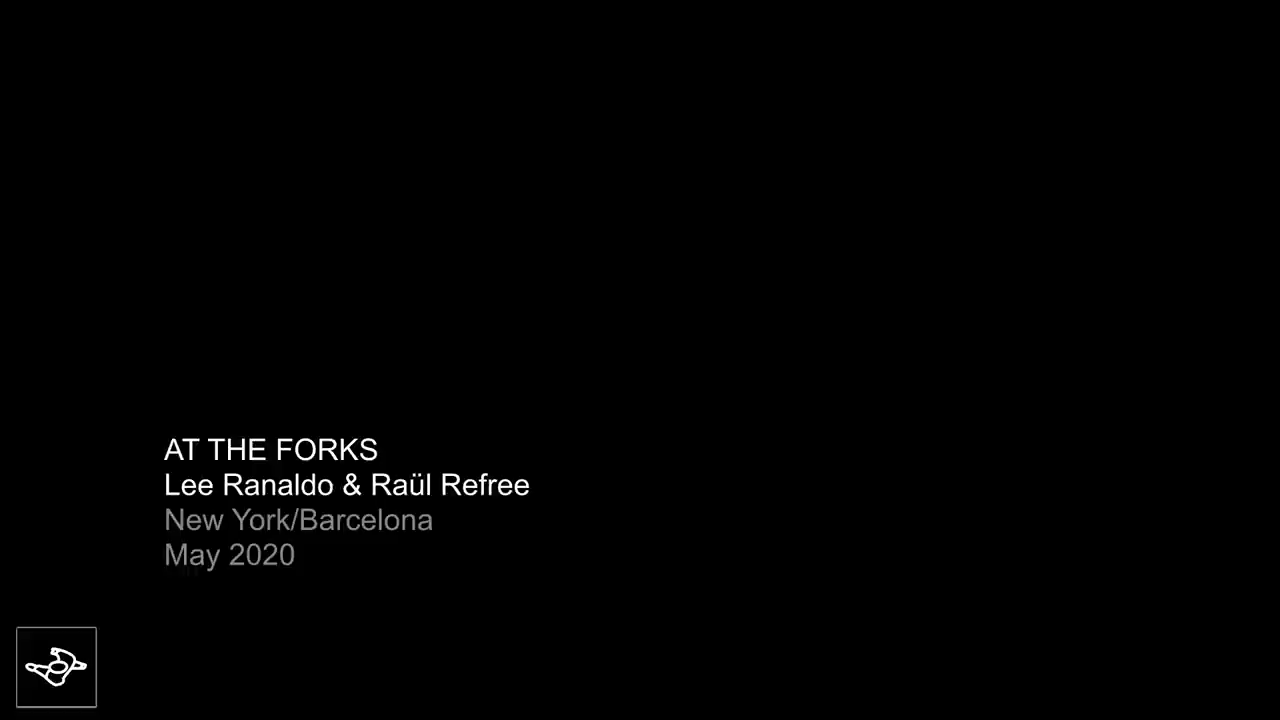 AT THE FORKS
Lee Ranaldo & Raül Refree
New York/Barcelona
May 2020